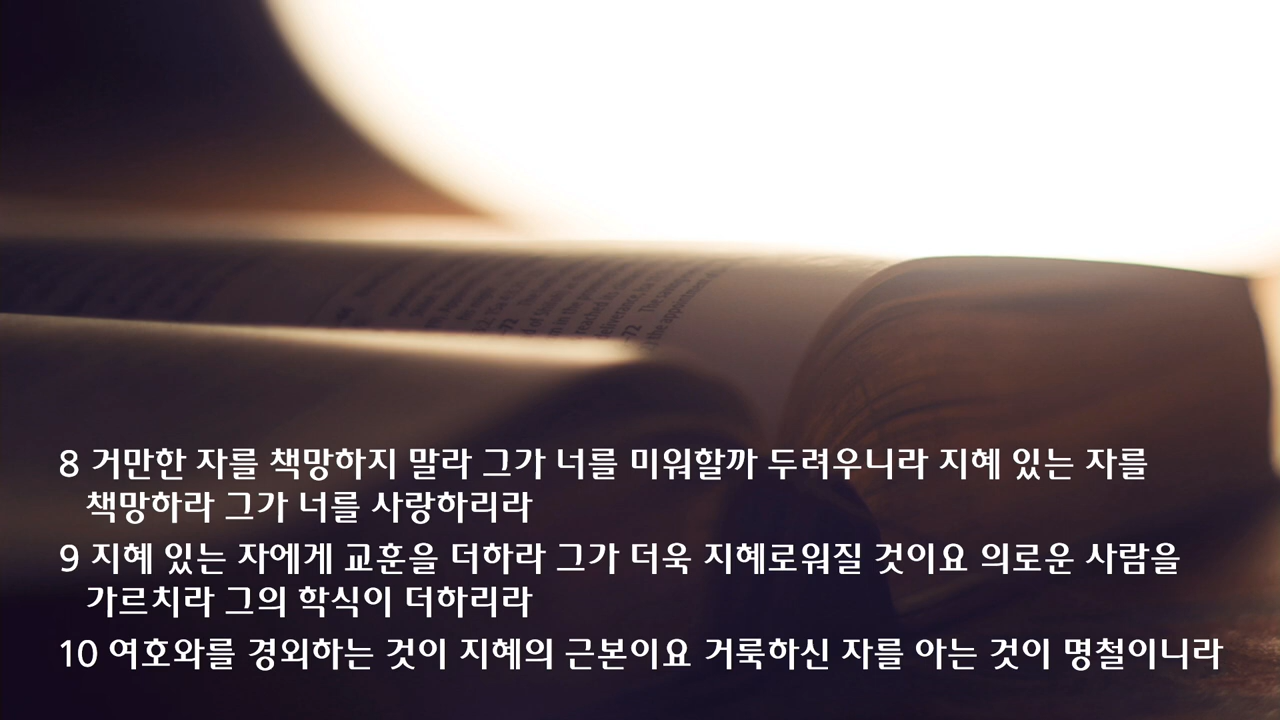 8 거만한 자를 책망하지 말라 그가 너를 미워할까 두려우니라 지혜 있는 자를
책망하라 그가 너를 사랑하리라
9 지혜 있는 자에게 교훈을 더하라 그가 더욱 지혜로워질 것이요 의로운 사람을
가르치라 그의 학식이 더하리라
10 여호와를 경외하는 것이 지혜의 근본이요 거룩하신 자를 아는 것이 명철이니라